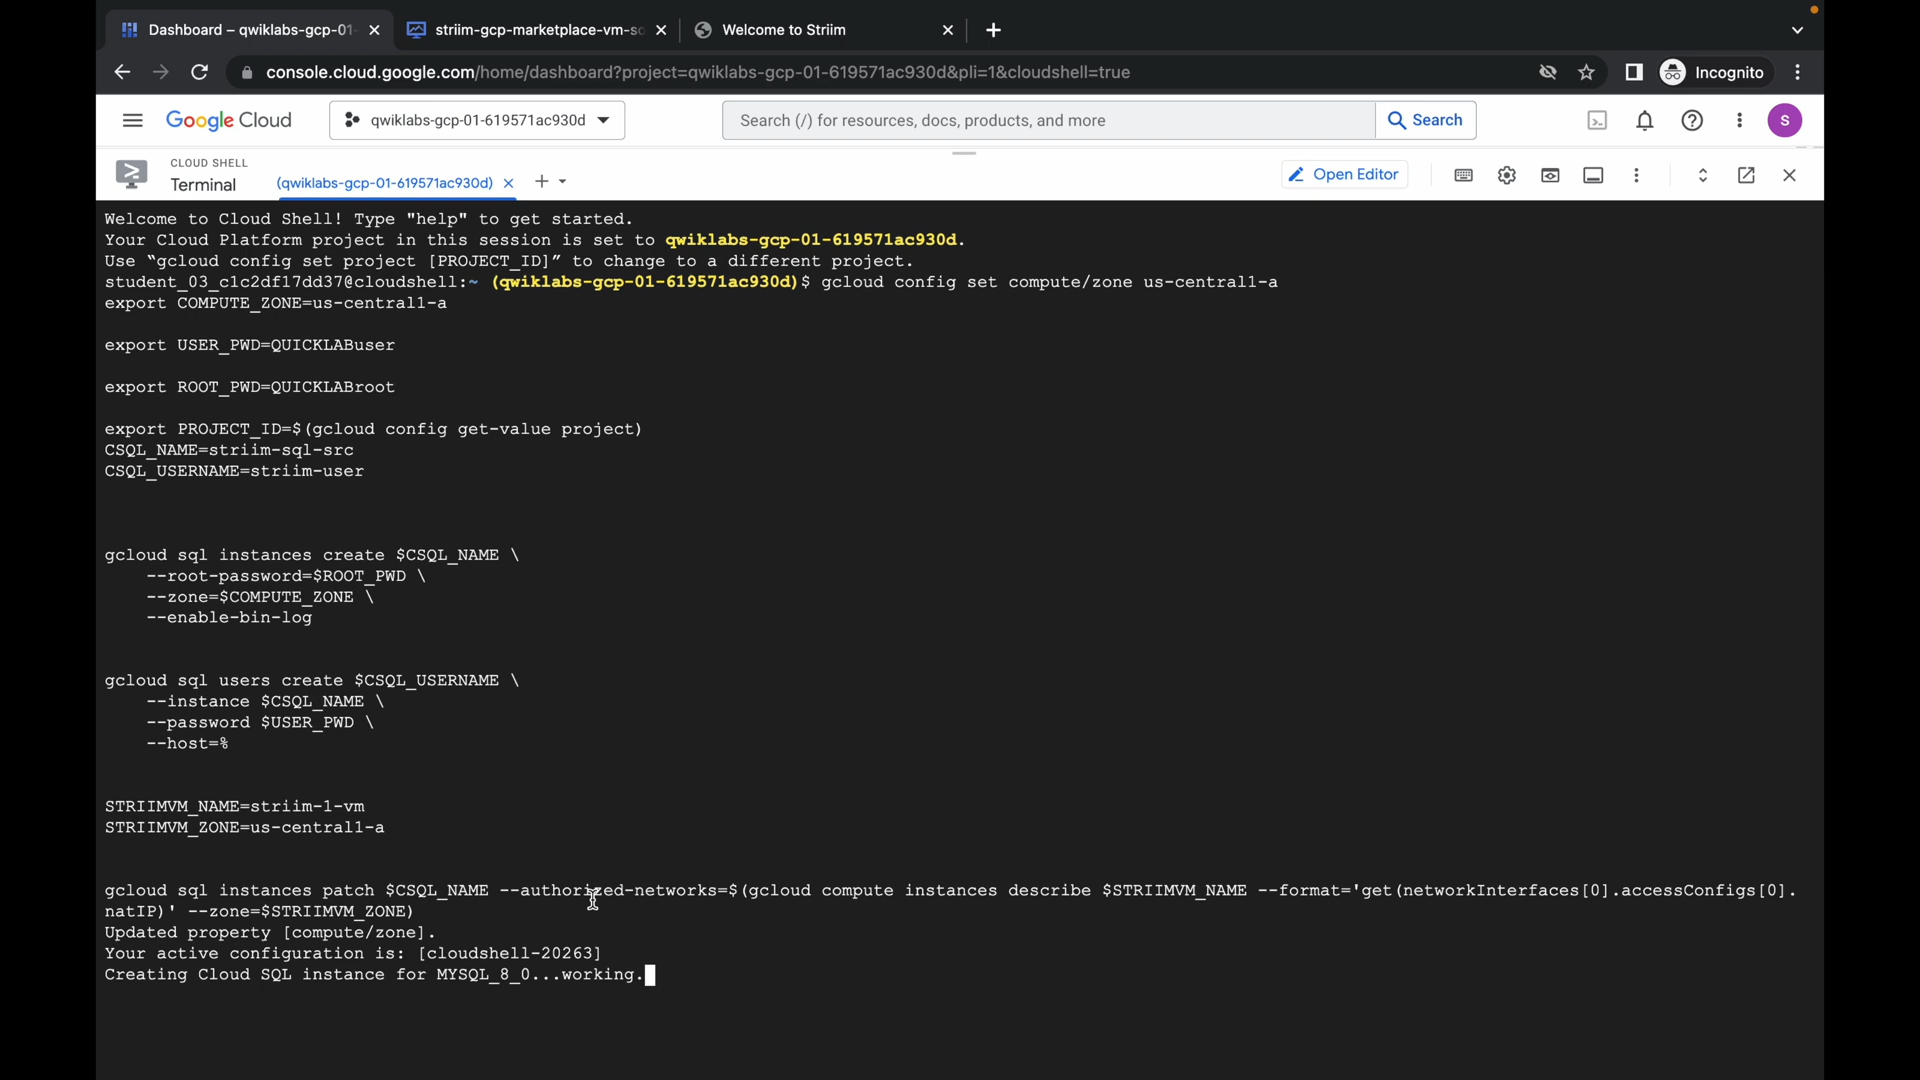 Dashboard – qwiklabs-gcp-01-
striim-gcp-marketplace-vm-so
Welcome to Striim
console.cloud.google.com/home/dashboard?project=qwiklabs-gcp-01-619571ac930d&pli=1&cloudshell=true
Incognito
Google Cloud
qwiklabs-gcp-01-619571ac930d
Search (/) for resources, docs, products, and more
Search
S
CLOUD SHELL
Terminal
(qwiklabs-gcp-01-619571ac930d)
Open Editor
Welcome to Cloud Shell! Type "help" to get started.
Your Cloud Platform project in this session is set to qwiklabs-gcp-01-619571ac930d.
Use “gcloud config set project [PROJECT_ID]” to change to a different project.
student_03_c1c2df17dd37@cloudshell:~ (qwiklabs-gcp-01-619571ac930d)$ gcloud config set compute/zone us-central1-a
export COMPUTE_ZONE=us-central1-a
export USER_PWD=QUICKLABuser
export ROOT_PWD=QUICKLABroot
export PROJECT_ID=$(gcloud config get-value project)
CSQL_NAME=striim-sql-src
CSQL_USERNAME=striim-user
gcloud sql instances create $CSQL_NAME \
--root-password=$ROOT_PWD \
--zone=$COMPUTE_ZONE \
--enable-bin-log
gcloud sql users create $CSQL_USERNAME \
--instance $CSQL_NAME \
--password $USER_PWD \
--host=%
STRIIMVM_NAME=striim-1-vm
STRIIMVM_ZONE=us-central1-a
gcloud sql instances patch $CSQL_NAME --authorized-networks=$(gcloud compute instances describe $STRIIMVM_NAME --format='get(networkInterfaces[0].accessConfigs[0].
natIP)' --zone=$STRIIMVM_ZONE)
Updated property [compute/zone].
Your active configuration is: [cloudshell-20263]
Creating Cloud SQL instance for MYSQL_8_0...working.